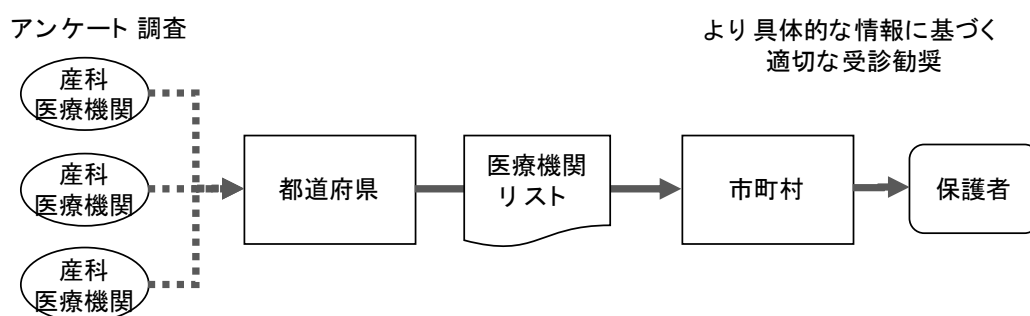 アンケート調査
より具体的な情報に基づく
適切な受診勧奨
産科
医療機関
産科
医療機関
産科
医療機関
都道府県
医療機関
リスト
市町村
保護者